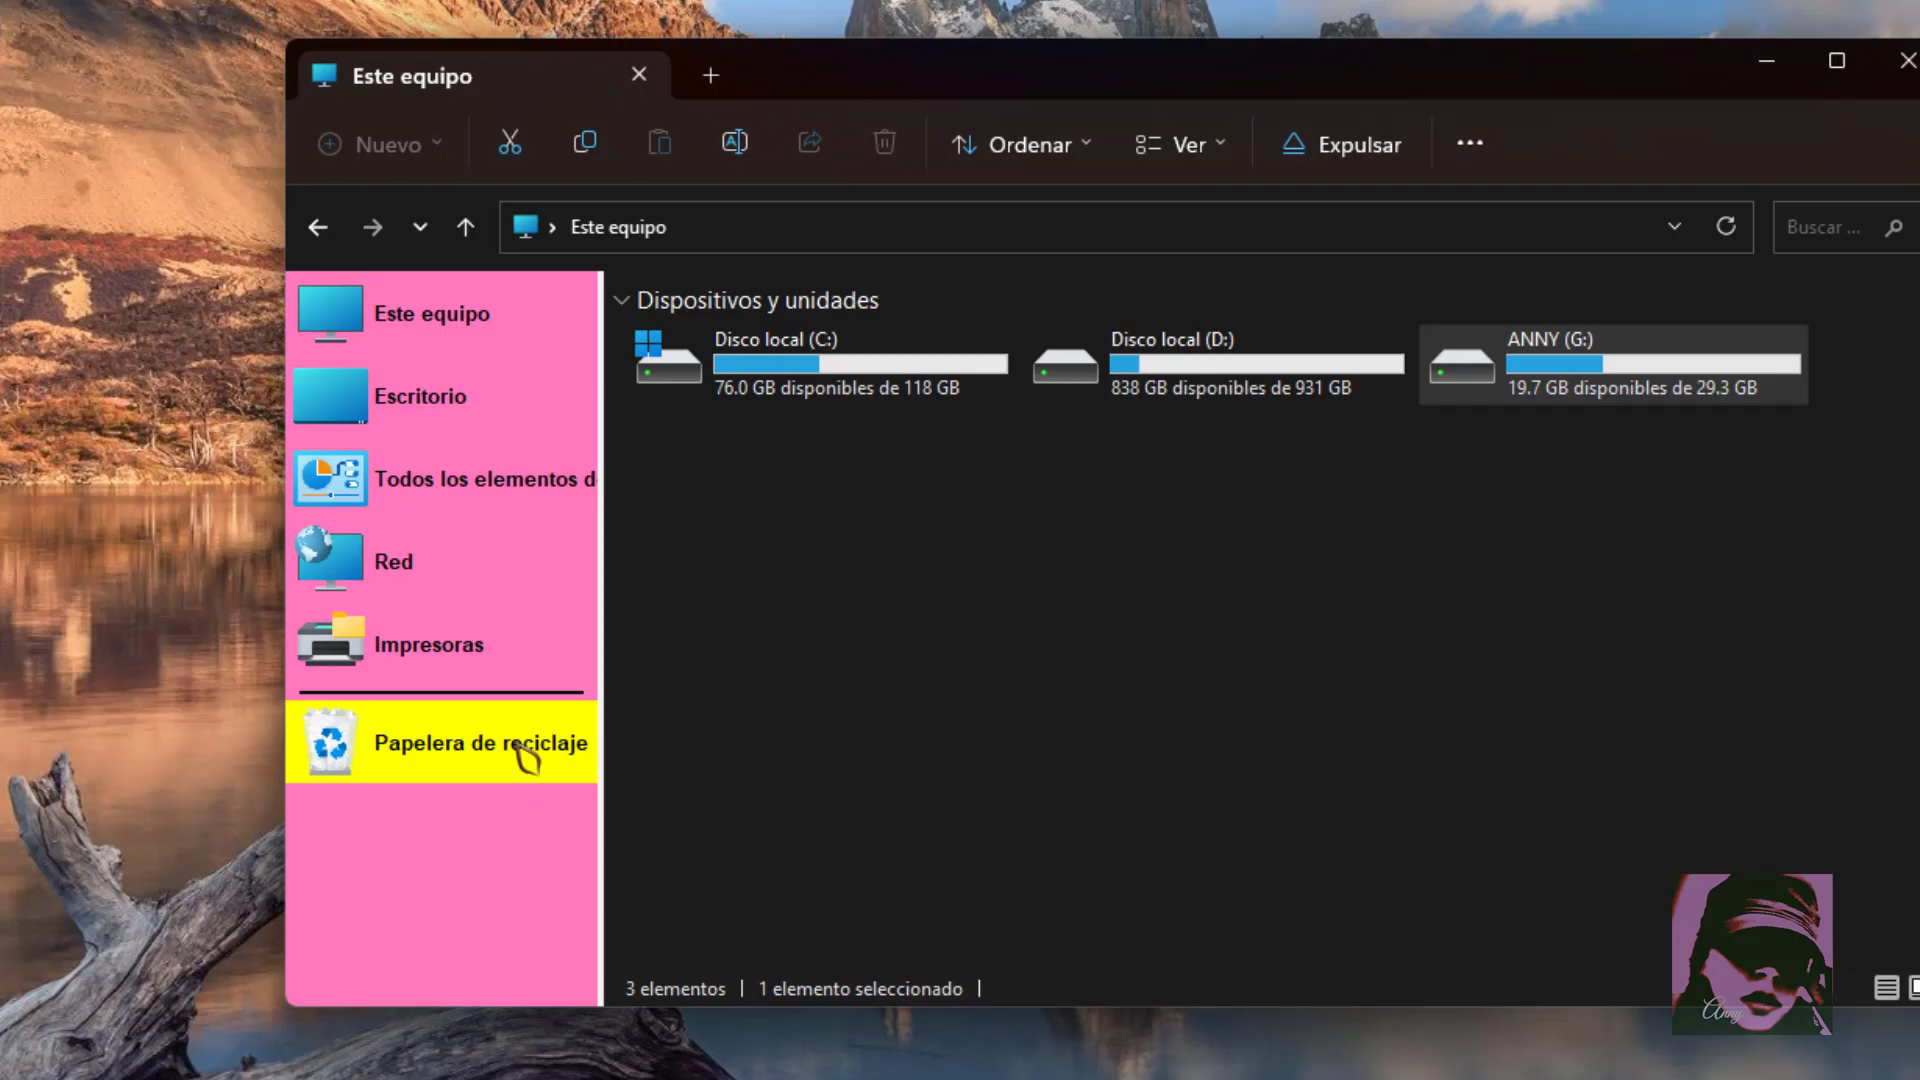 Este equipo
Nuevo
Ordenar
Ver
Expulsar
Este equipo
Buscar ...
Este equipo
Escritorio
Todos los elementos d
Red
Impresoras
Papelera de reciclaje
Dispositivos y unidades
Disco local (C:)
76.0 GB disponibles de 118 GB
Disco local (D:)
838 GB disponibles de 931 GB
ANNY (G:)
19.7 GB disponibles de 29.3 GB
3 elementos
1 elemento seleccionado
Anny